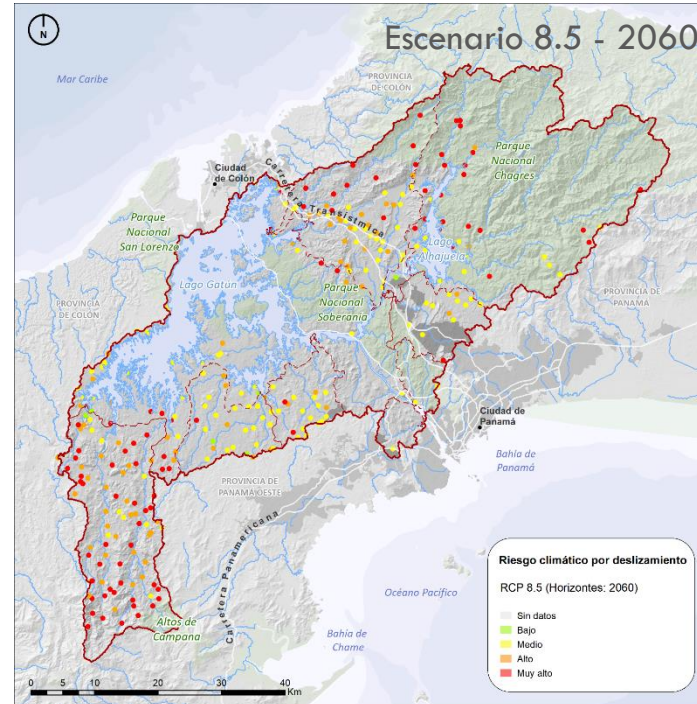 Escenario 8.5 - 2060
N
Mar Caribe
PROVINCIA
DE COLÓN
Ciudad
de Colón
Carretera Transístmica
Parque
Nacional
Chagres
Parque
Nacional
San Lorenzo
Lago
Alhajuela
Lago Gatún
Parque
Nacional
Soberanía
PROVINCIA
DE COLÓN
PROVINCIA DE
PANAMÁ
Ciudad de
Panamá
Bahía de
Panamá
PROVINCIA DE
PANAMÁ OESTE
Carretera Panamericana
Océano Pacífico
Altos de
Campana
Bahía de
Chame
Riesgo climático por deslizamiento
RCP 8.5 (Horizontes: 2060)
Sin datos
Bajo
Medio
Alto
Muy alto
0 5 10 20 30 40
Km